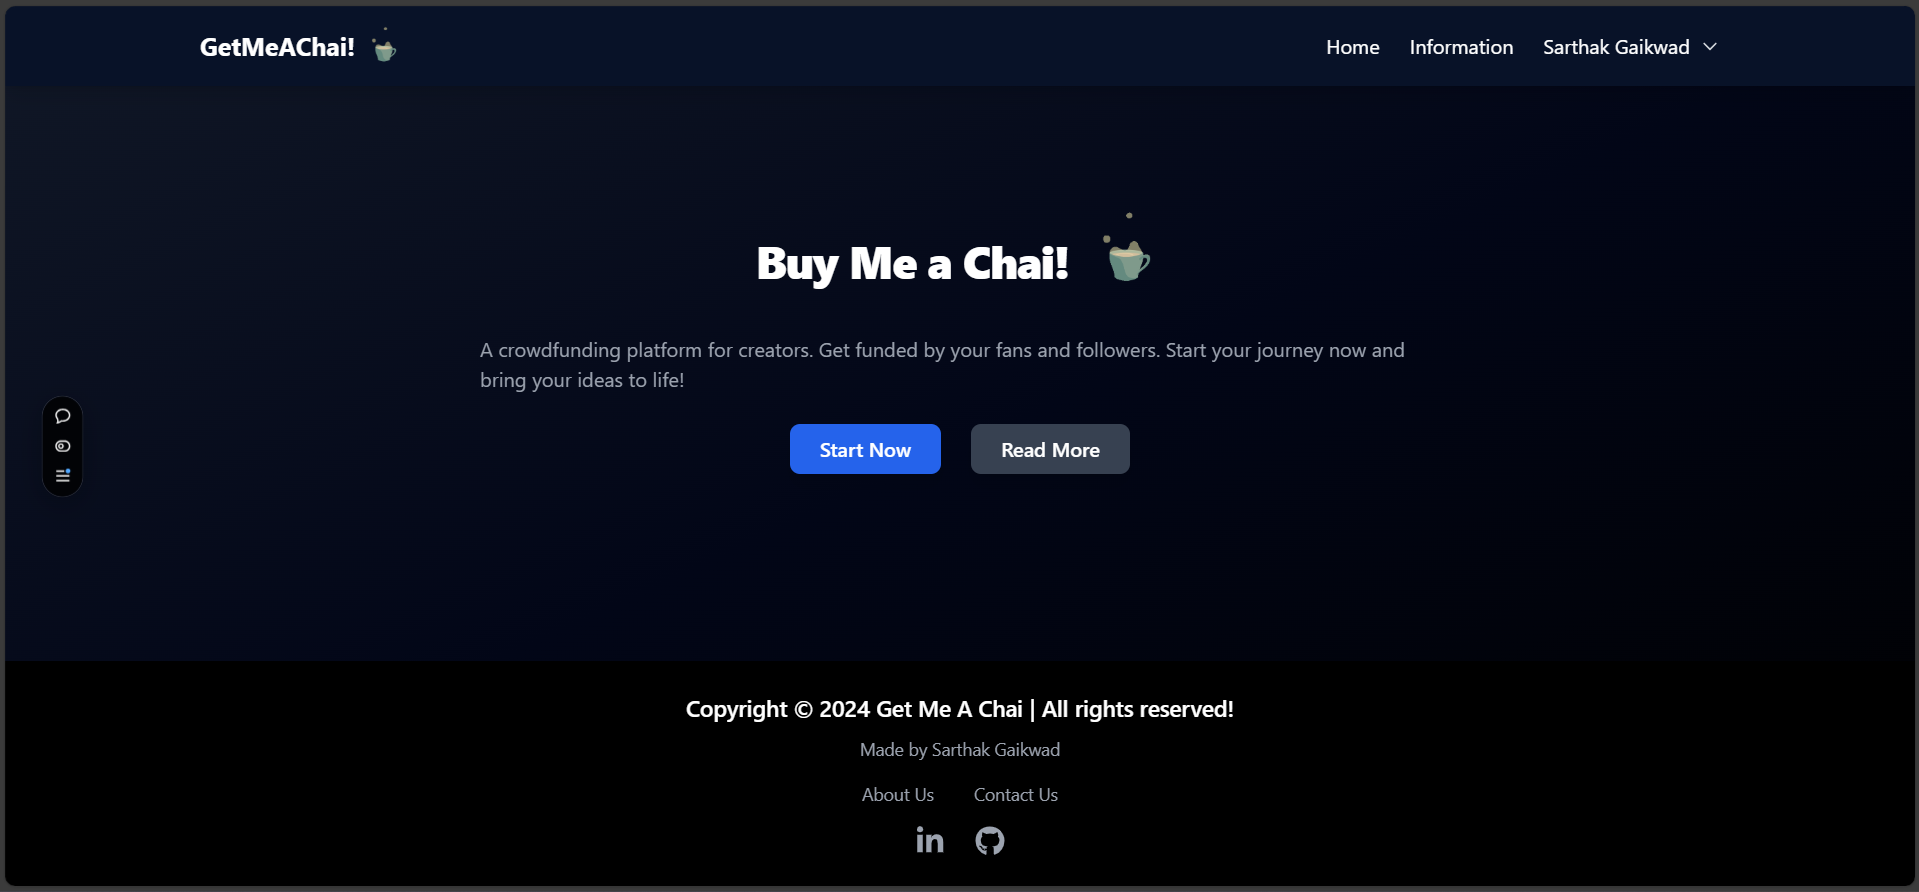 GetMeAChai!
Home
Information
Sarthak Gaikwad
Buy Me a Chai!
A crowdfunding platform for creators. Get funded by your fans and followers. Start your journey now and
bring your ideas to life!
Start Now
Read More
Copyright © 2024 Get Me A Chai | All rights reserved!
Made by Sarthak Gaikwad
About Us
Contact Us
in